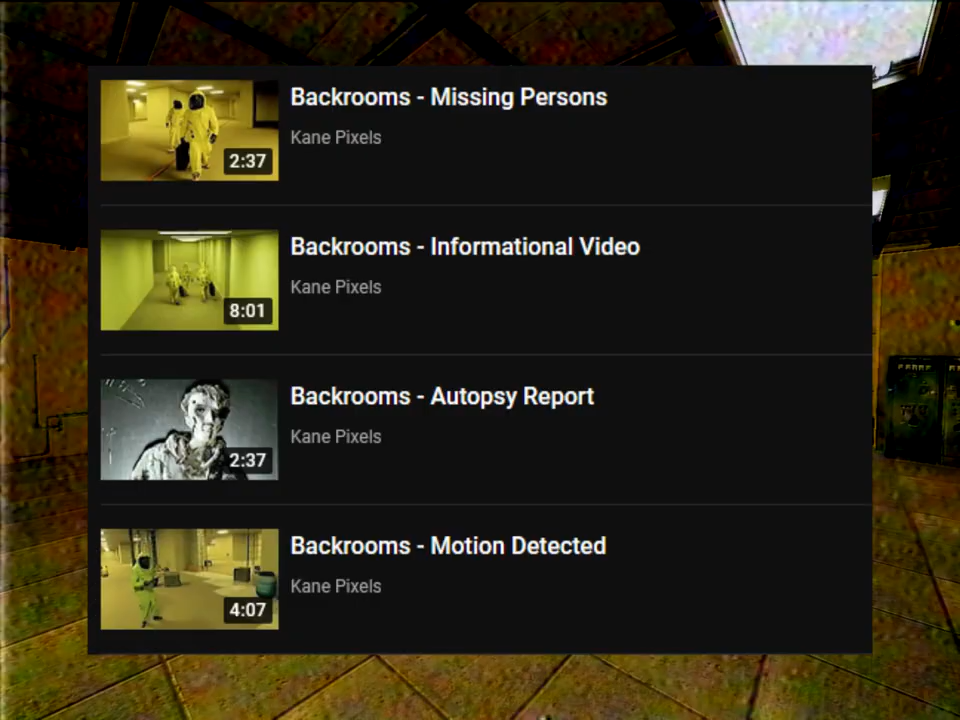 Backrooms - Missing Persons
Kane Pixels
2:37
Backrooms - Informational Video
Kane Pixels
8:01
Backrooms - Autopsy Report
Kane Pixels
2:37
Backrooms - Motion Detected
Kane Pixels
4:07